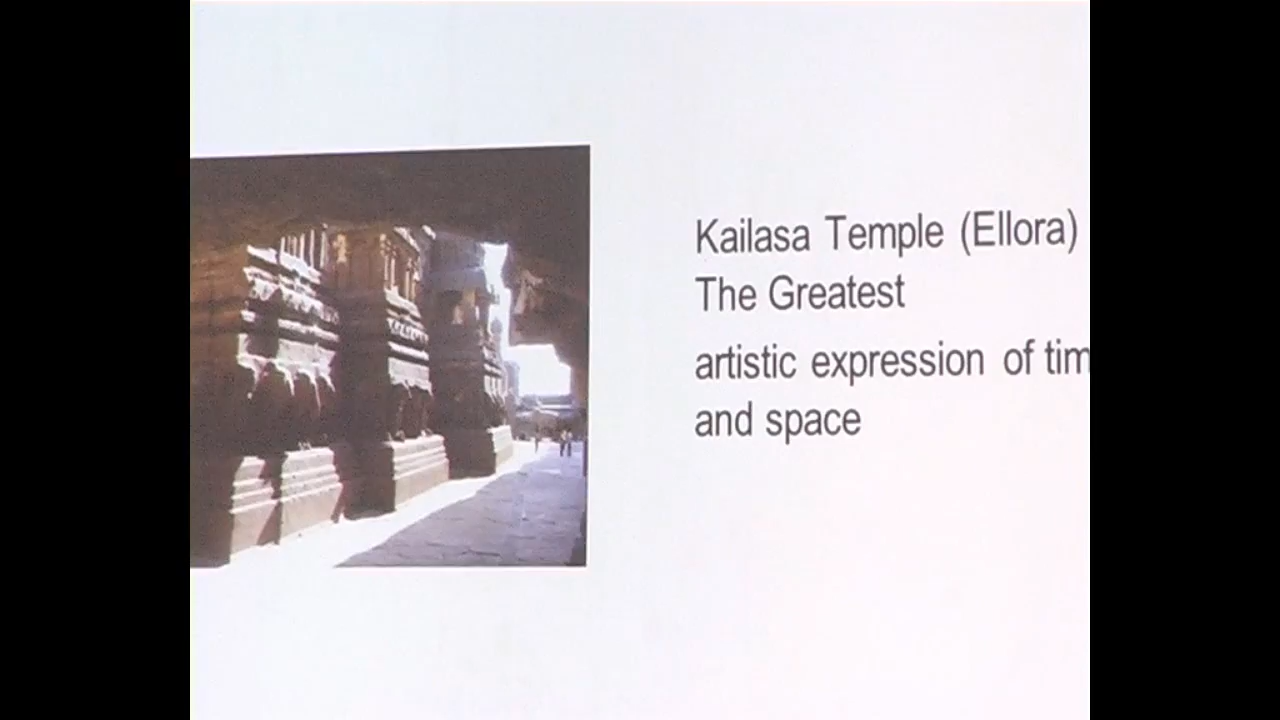 Kailasa Temple (Ellora)
The Greatest
artistic expression of tim
and space